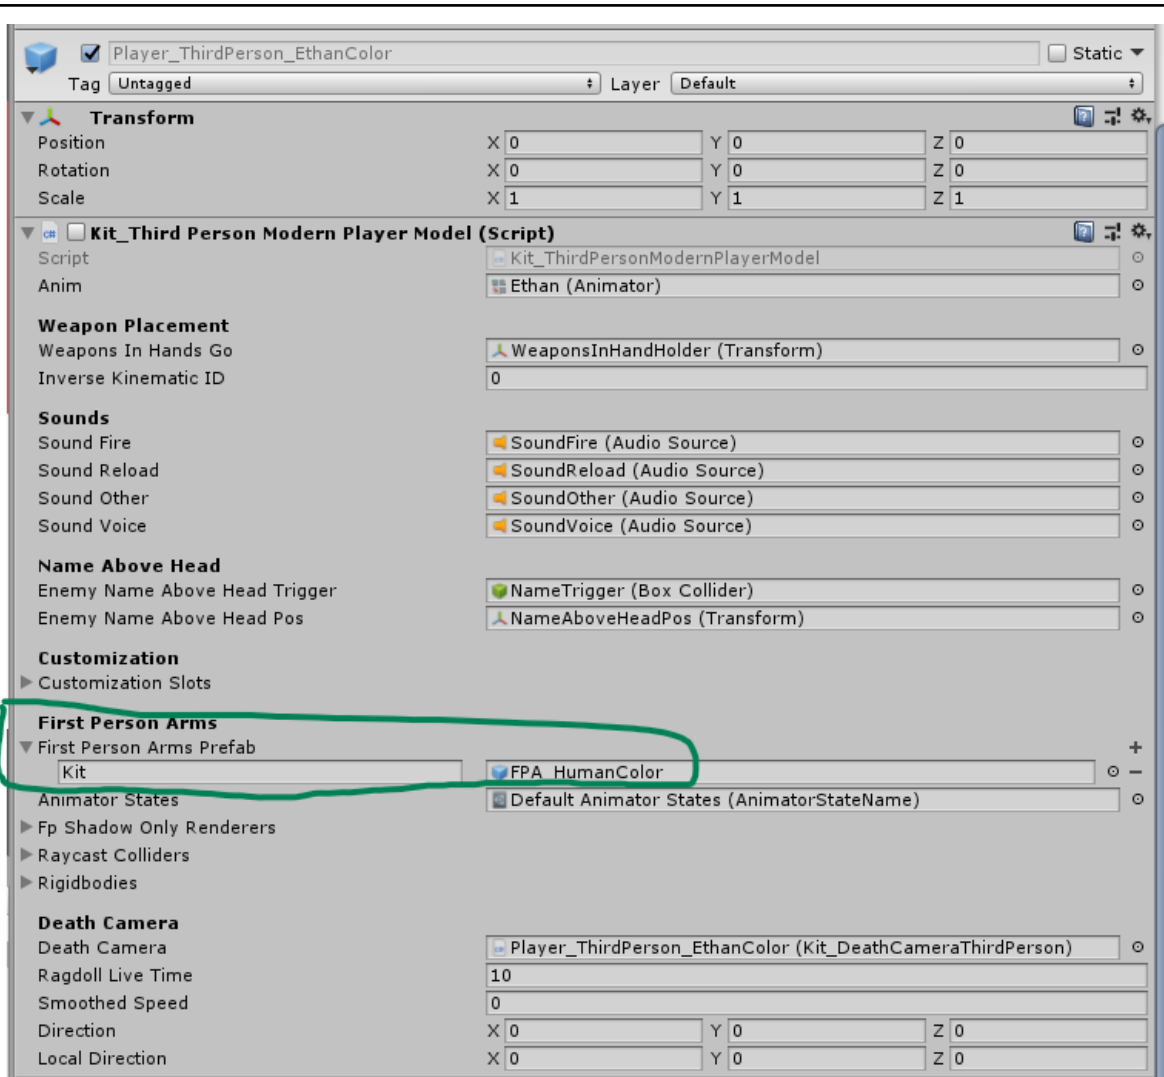 Player_ThirdPerson_EthanColor Static
Tag Untagged Layer Default
Transform
Position X 0 Y 0 Z 0
Rotation X 0 Y 0 Z 0
Scale X 1 Y 1 Z 1
Kit_Third Person Modern Player Model (Script)
Script Kit_ThirdPersonModernPlayerModel
Anim Ethan (Animator)
Weapon Placement
Weapons In Hands Go WeaponsInHandHolder (Transform)
Inverse Kinematic ID 0
Sounds
Sound Fire SoundFire (Audio Source)
Sound Reload SoundReload (Audio Source)
Sound Other SoundOther (Audio Source)
Sound Voice SoundVoice (Audio Source)
Name Above Head
Enemy Name Above Head Trigger NameTrigger (Box Collider)
Enemy Name Above Head Pos NameAboveHeadPos (Transform)
Customization
Customization Slots
First Person Arms
First Person Arms Prefab
Kit FPA_HumanColor
Animator States Default Animator States (AnimatorStateName)
Fp Shadow Only Renderers
Raycast Colliders
Rigidbodies
Death Camera
Death Camera Player_ThirdPerson_EthanColor (Kit_DeathCameraThirdPerson)
Ragdoll Live Time 10
Smoothed Speed 0
Direction X 0 Y 0 Z 0
Local Direction X 0 Y 0 Z 0